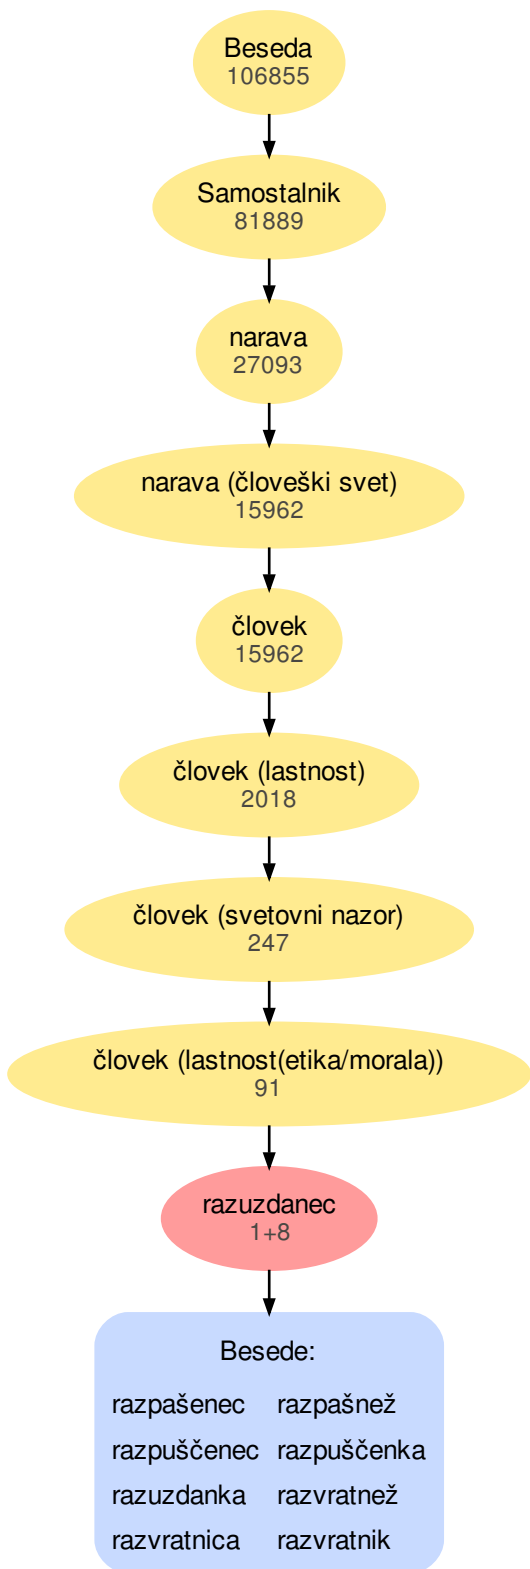 Beseda
106855
Samostalnik
81889
narava
27093
narava (človeški svet)
15962
človek
15962
človek (lastnost)
2018
človek (svetovni nazor)
247
človek (lastnost(etika/morala))
91
razuzdanec
1+8
Besede:
razpašenec razpašnež
razpuščenec razpuščenka
razuzdanka razvratnež
razvratnica razvratnik